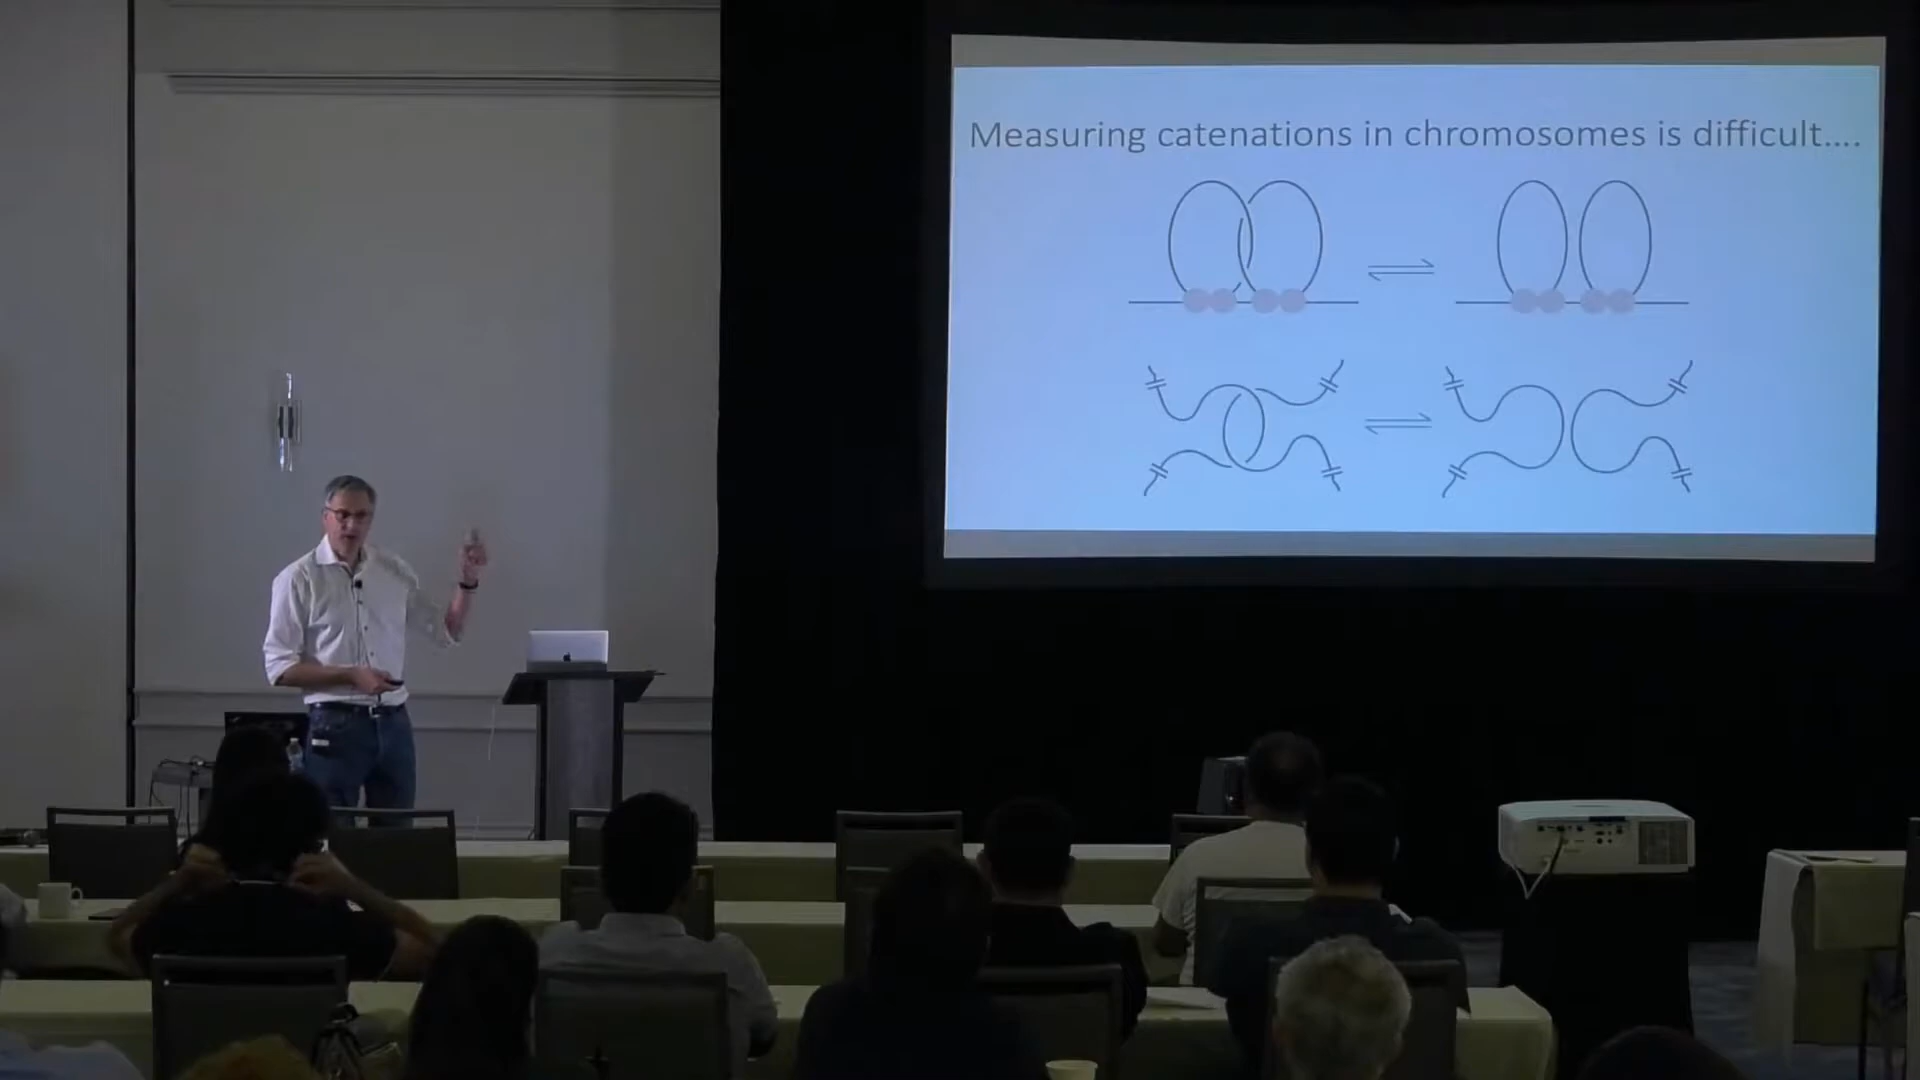 Measuring catenations in chromosomes is difficult....